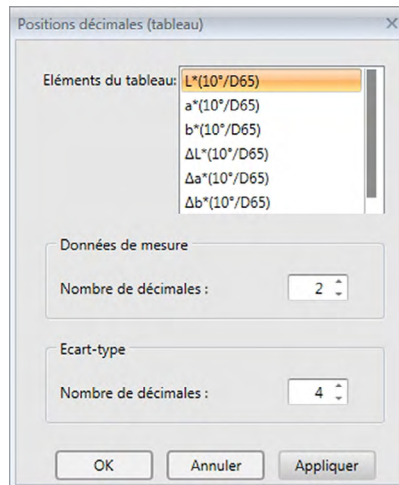 Positions décimales (tableau)
Eléments du tableau: L*(10°/D65)
a*(10°/D65)
b*(10°/D65)
ΔL*(10°/D65)
Δa*(10°/D65)
Δb*(10°/D65)
Données de mesure
Nombre de décimales : 2
Ecart-type
Nombre de décimales : 4
OK Annuler Appliquer